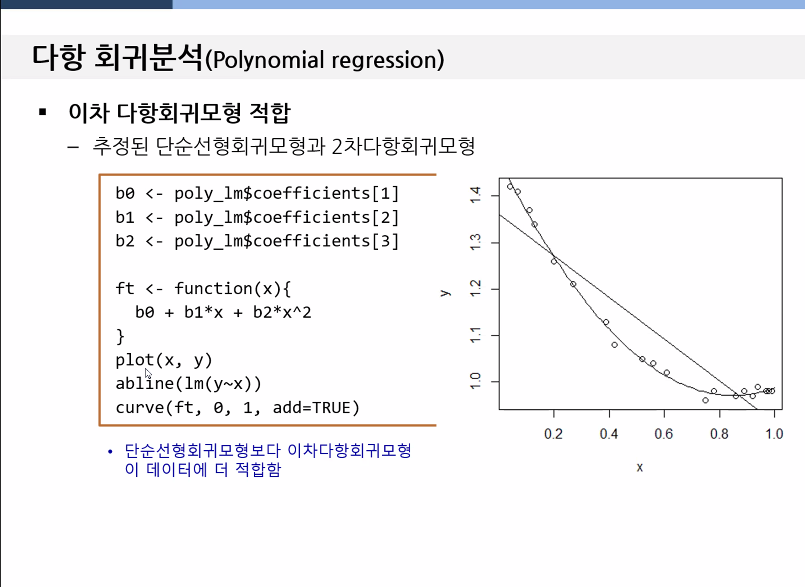 다항 회귀분석(Polynomial regression)
▪ 이차 다항회귀모형 적합
– 추정된 단순선형회귀모형과 2차다항회귀모형
b0 <- poly_lm$coefficients[1]
b1 <- poly_lm$coefficients[2]
b2 <- poly_lm$coefficients[3]
ft <- function(x){
  b0 + b1*x + b2*x^2
}
plot(x, y)
abline(lm(y~x))
curve(ft, 0, 1, add=TRUE)
• 단순선형회귀모형보다 이차다항회귀모형
이 데이터에 더 적합함
y
1.4
1.3
1.2
1.1
1.0
0.2 0.4 0.6 0.8 1.0
x